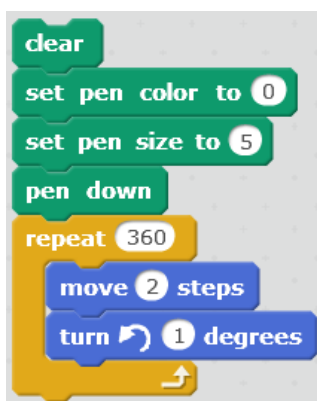 clear
set pen color to 0
set pen size to 5
pen down
repeat 360
move 2 steps
turn 1 degrees